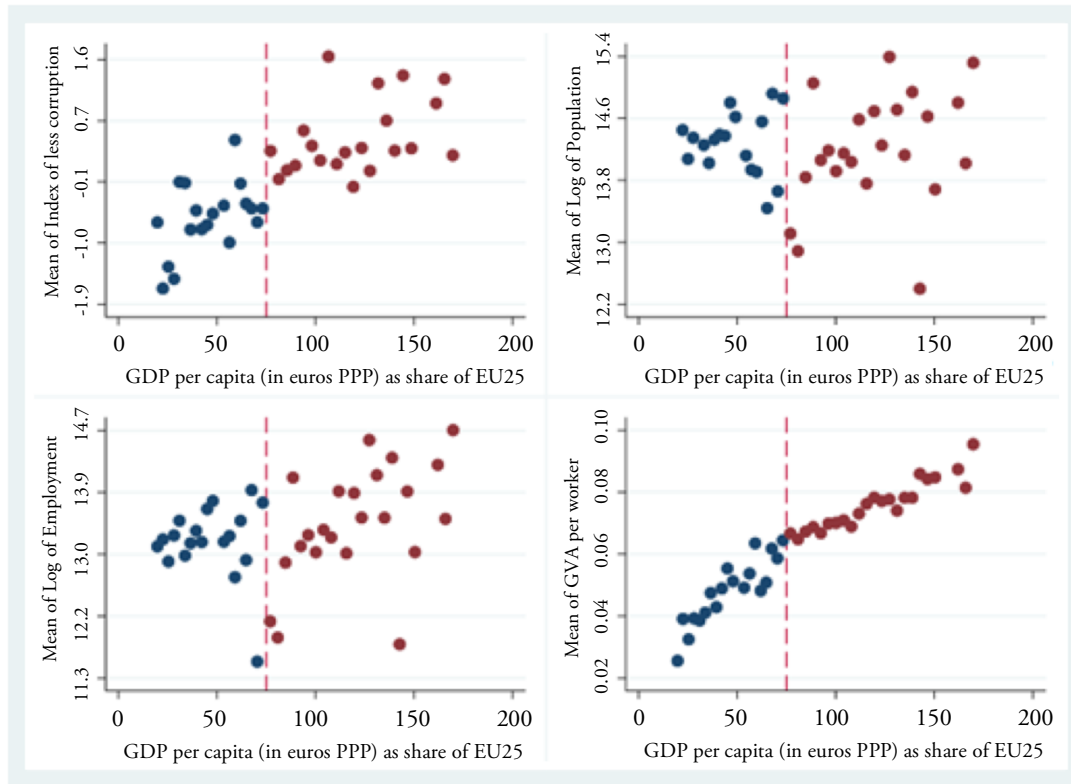 Mean of Index of less corruption
1.6
0.7
-0.1
-1.0
-1.9
0 50 100 150 200
GDP per capita (in euros PPP) as share of EU25
Mean of Log of Population
15.4
14.6
13.8
13.0
12.2
0 50 100 150 200
GDP per capita (in euros PPP) as share of EU25
Mean of Log of Employment
14.7
13.9
13.0
12.2
11.3
0 50 100 150 200
GDP per capita (in euros PPP) as share of EU25
Mean of GVA per worker
0.10
0.08
0.06
0.04
0.02
0 50 100 150 200
GDP per capita (in euros PPP) as share of EU25